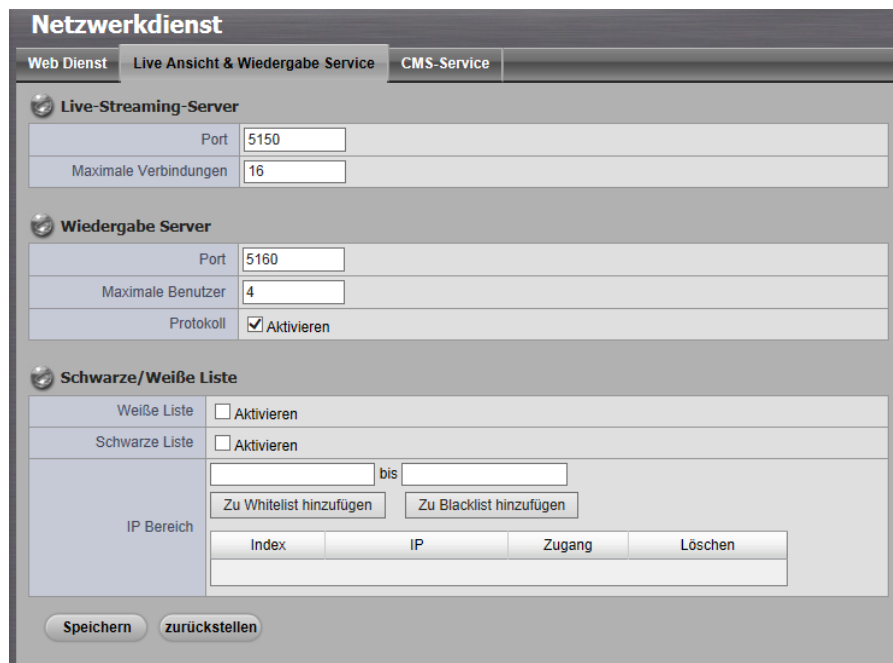 Netzwerkdienst
Web Dienst Live Ansicht & Wiedergabe Service CMS-Service
Live-Streaming-Server
Port 5150
Maximale Verbindungen 16
Wiedergabe Server
Port 5160
Maximale Benutzer 4
Protokoll Aktivieren
Schwarze/Weiße Liste
Weiße Liste Aktivieren
Schwarze Liste Aktivieren
IP Bereich
bis
Zu Whitelist hinzufügen Zu Blacklist hinzufügen
Index IP Zugang Löschen
Speichern zurückstellen